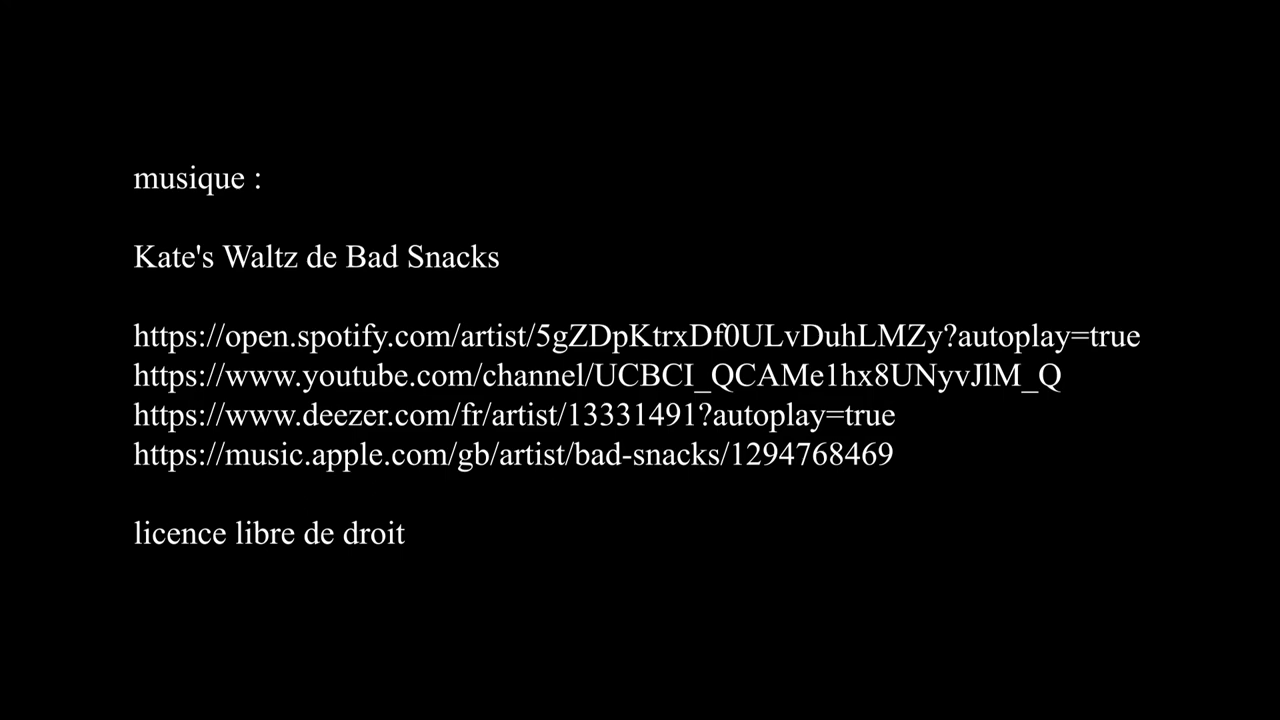 musique :
Kate's Waltz de Bad Snacks
https://open.spotify.com/artist/5gZDpKtrxDf0ULvDuhLMZy?autoplay=true
https://www.youtube.com/channel/UCBCI_QCAMe1hx8UNyvJlM_Q
https://www.deezer.com/fr/artist/13331491?autoplay=true
https://music.apple.com/gb/artist/bad-snacks/1294768469
licence libre de droit